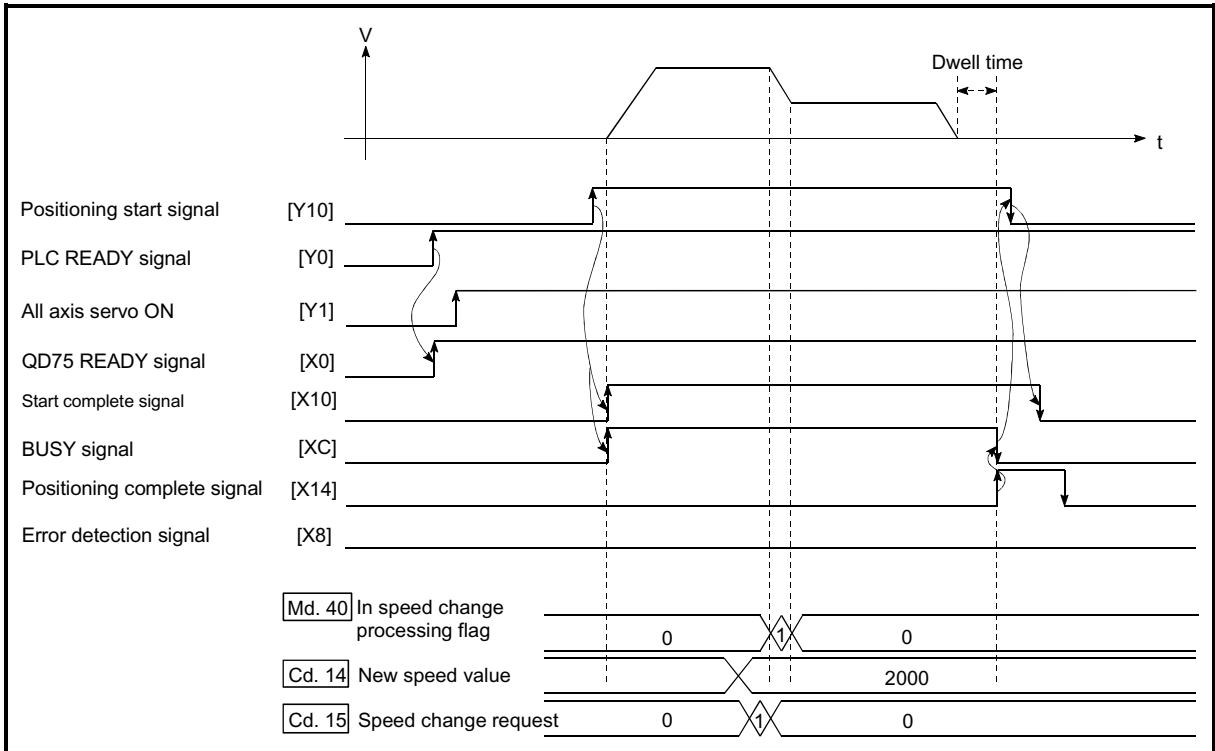 V
Dwell time
t
Positioning start signal [Y10]
PLC READY signal [Y0]
All axis servo ON [Y1]
QD75 READY signal [X0]
Start complete signal [X10]
BUSY signal [XC]
Positioning complete signal [X14]
Error detection signal [X8]
Md. 40 In speed change
processing flag
0 1 0
Cd. 14 New speed value 2000
Cd. 15 Speed change request 0 1 0